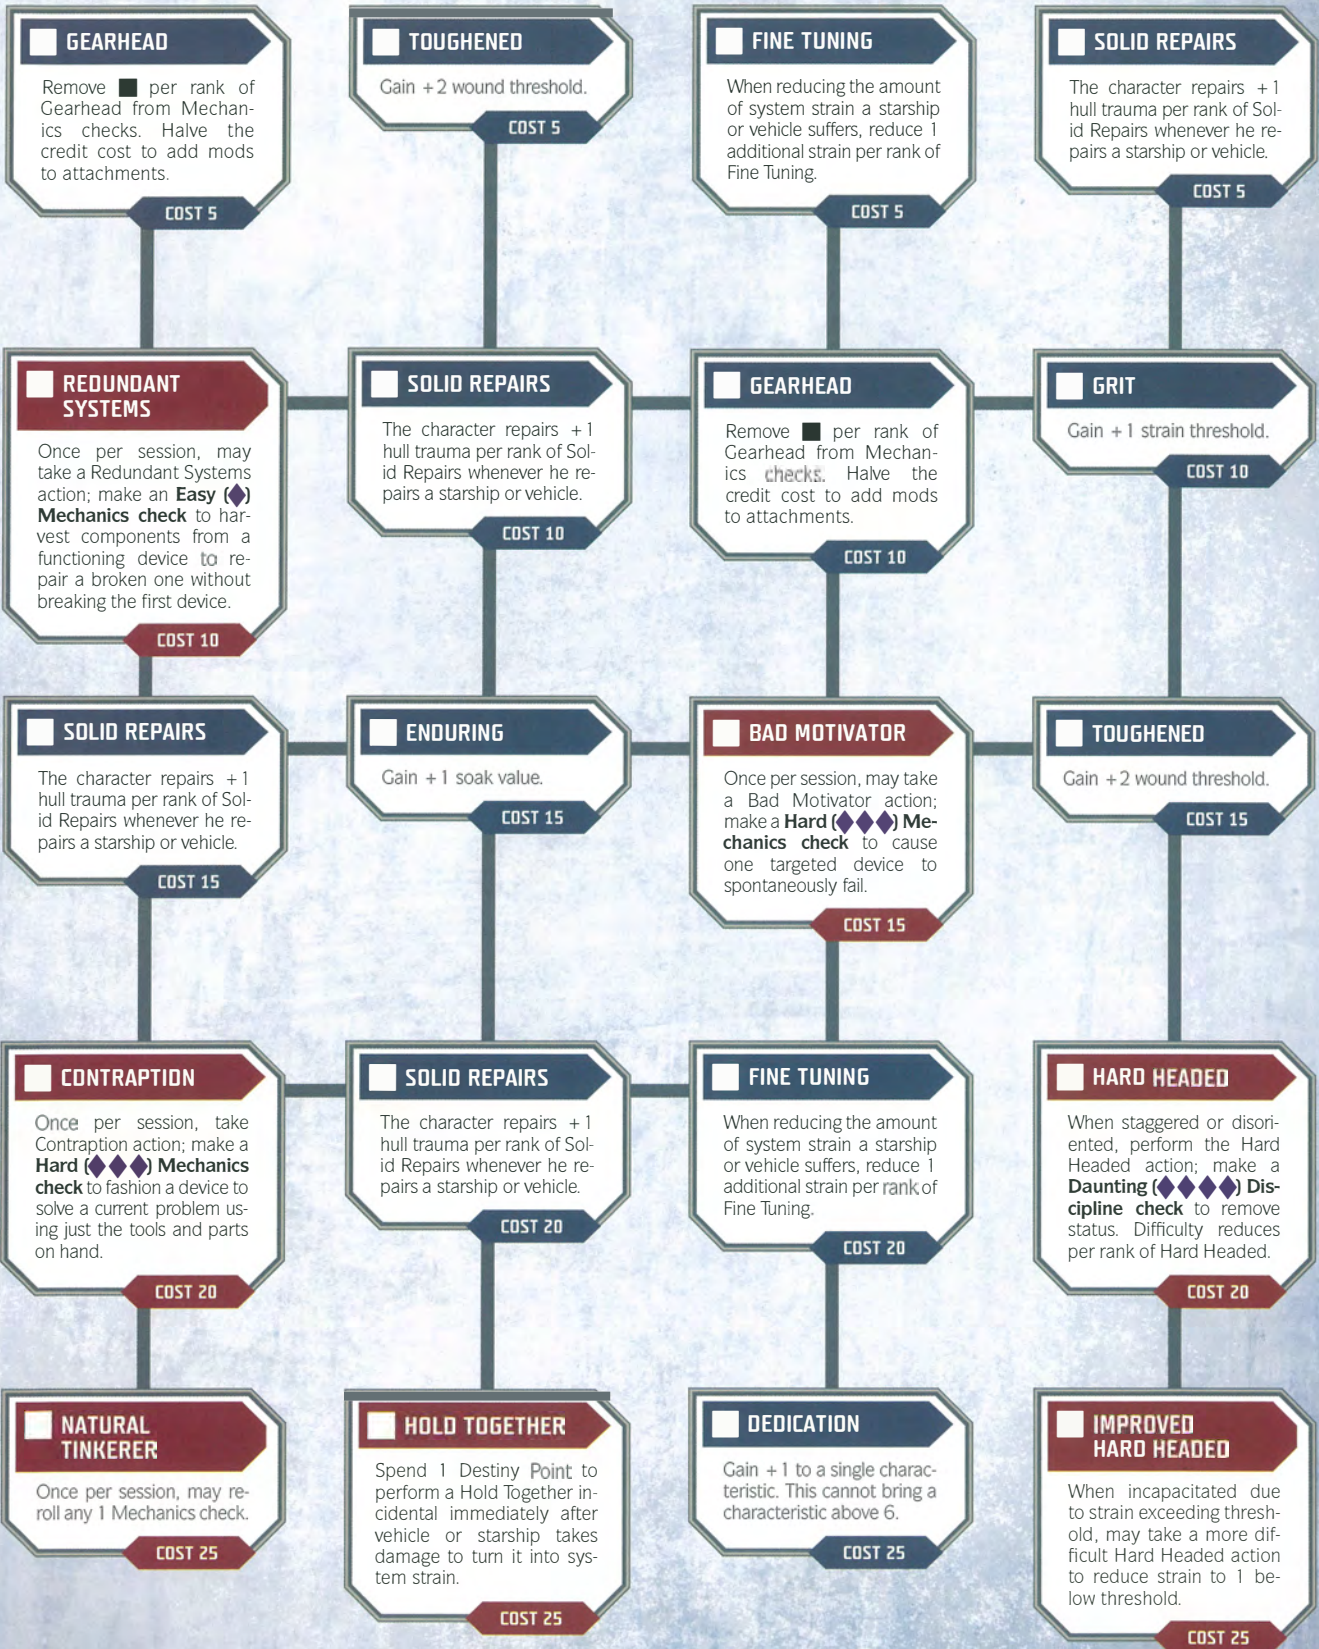 GEARHEAD
Remove per rank of
Gearhead from Mechan-
ics checks. Halve the
credit cost to add mods
to attachments.
COST 5
TOUGHENED
Gain +2 wound threshold.
COST 5
FINE TUNING
When reducing the amount
of system strain a starship
or vehicle suffers, reduce 1
additional strain per rank of
Fine Tuning.
COST 5
SOLID REPAIRS
The character repairs +1
hull trauma per rank of Sol-
id Repairs whenever he re-
pairs a starship or vehicle.
COST 5
REDUNDANT
SYSTEMS
Once per session, may
take a Redundant Systems
action; make an Easy (◆)
Mechanics check to har-
vest components from a
functioning device to re-
pair a broken one without
breaking the first device.
COST 10
SOLID REPAIRS
The character repairs +1
hull trauma per rank of Sol-
id Repairs whenever he re-
pairs a starship or vehicle.
COST 10
GEARHEAD
Remove per rank of
Gearhead from Mechan-
ics checks. Halve the
credit cost to add mods
to attachments.
COST 10
GRIT
Gain +1 strain threshold.
COST 10
SOLID REPAIRS
The character repairs +1
hull trauma per rank of Sol-
id Repairs whenever he re-
pairs a starship or vehicle.
COST 15
ENDURING
Gain +1 soak value.
COST 15
BAD MOTIVATOR
Once per session, may take
a Bad Motivator action;
make a Hard (◆◆◆) Me-
chanics check to cause
one targeted device to
spontaneously fail.
COST 15
TOUGHENED
Gain +2 wound threshold.
COST 15
CONTRAPTION
Once per session, take
Contraption action; make a
Hard (◆◆◆) Mechanics
check to fashion a device to
solve a current problem us-
ing just the tools and parts
on hand.
COST 20
SOLID REPAIRS
The character repairs +1
hull trauma per rank of Sol-
id Repairs whenever he re-
pairs a starship or vehicle.
COST 20
FINE TUNING
When reducing the amount
of system strain a starship
or vehicle suffers, reduce 1
additional strain per rank of
Fine Tuning.
COST 20
HARD HEADED
When staggered or disori-
ented, perform the Hard
Headed action; make a
Daunting (◆◆◆◆) Dis-
cipline check to remove
status. Difficulty reduces
per rank of Hard Headed.
COST 20
NATURAL
TINKERER
Once per session, may re-
roll any 1 Mechanics check.
COST 25
HOLD TOGETHER
Spend 1 Destiny Point to
perform a Hold Together in-
cidental immediately after
vehicle or starship takes
damage to turn it into sys-
tem strain.
COST 25
DEDICATION
Gain +1 to a single charac-
teristic. This cannot bring a
characteristic above 6.
COST 25
IMPROVED
HARD HEADED
When incapacitated due
to strain exceeding thresh-
old, may take a more dif-
ficult Hard Headed action
to reduce strain to 1 be-
low threshold.
COST 25